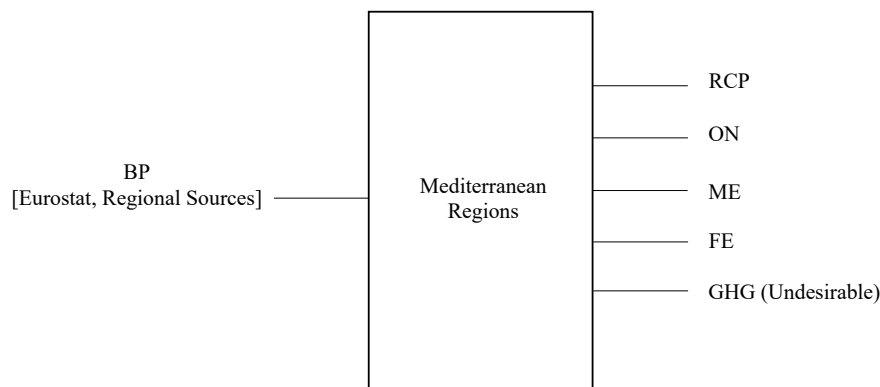 BP
[Eurostat, Regional Sources]
Mediterranean
Regions
RCP
ON
ME
FE
GHG (Undesirable)